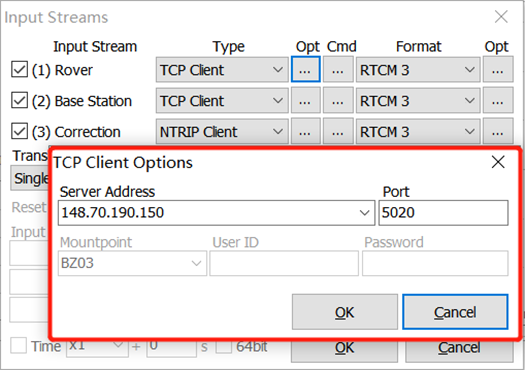 Input Streams
Input Stream Type Opt Cmd Format Opt
(1) Rover TCP Client ... ... RTCM 3 ...
(2) Base Station TCP Client ... ... RTCM 3 ...
(3) Correction NTRIP Client ... ... RTCM 3 ...
Trans
Single
Reset
Input
TCP Client Options
Server Address Port
148.70.190.150 5020
Mountpoint User ID Password
BZ03
OK Cancel
Time x1 + 0 s 64bit OK Cancel